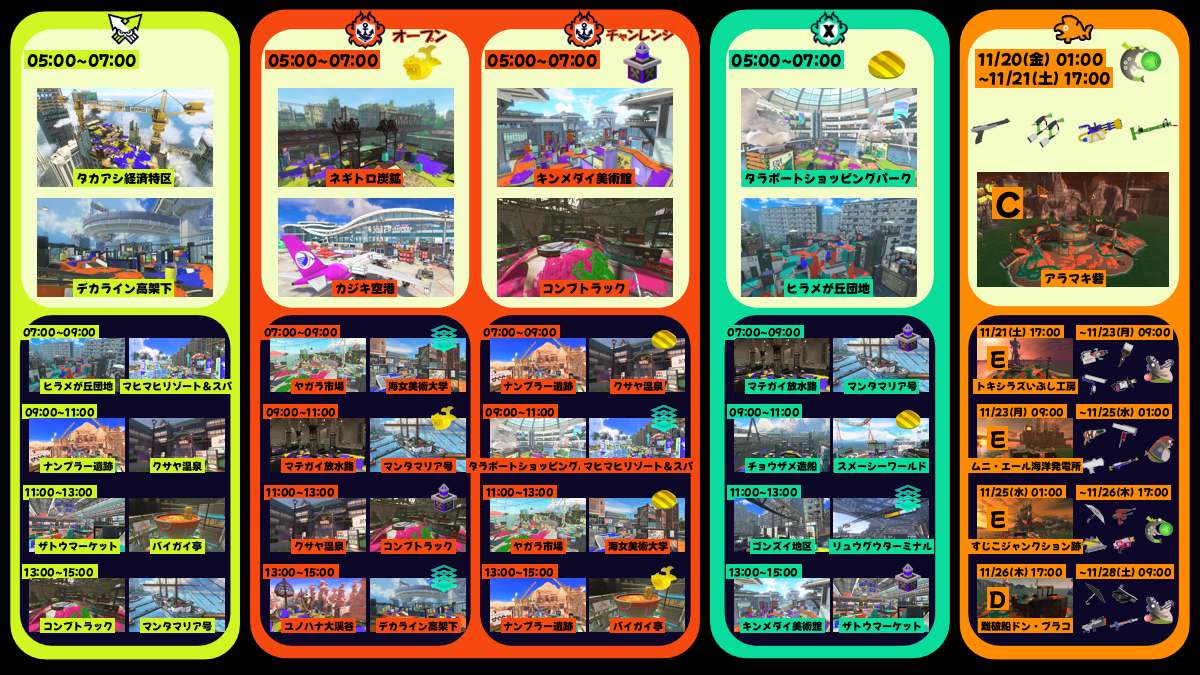 05:00~07:00
タカアシ経済特区
デカライン高架下
07:00~09:00
ヒラメが丘団地
マヒマヒリゾート＆スパ
09:00~11:00
ナンプラー遺跡
クサヤ温泉
11:00~13:00
ザトウマーケット
バイガイ亭
13:00~15:00
コンブトラック
マンタマリア号
オープン
05:00~07:00
ネギトロ炭鉱
カジキ空港
07:00~09:00
ヤガラ市場
海女美術大学
09:00~11:00
マテガイ放水路
マンタマリア号
11:00~13:00
クサヤ温泉
コンブトラック
13:00~15:00
ユノハナ大渓谷
デカライン高架下
チャンレンジ
05:00~07:00
キンメダイ美術館
コンブトラック
07:00~09:00
ナンプラー遺跡
クサヤ温泉
09:00~11:00
タラポートショッピング
マヒマヒリゾート＆スパ
11:00~13:00
ヤガラ市場
海女美術大学
13:00~15:00
ナンプラー遺跡
バイガイ亭
X
05:00~07:00
タラポートショッピングパーク
ヒラメが丘団地
07:00~09:00
マテガイ放水路
マンタマリア号
09:00~11:00
チョウザメ造船
スメーシーワールド
11:00~13:00
ゴンズイ地区
リュウグウターミナル
13:00~15:00
キンメダイ美術館
ザトウマーケット
11/20(金) 01:00
~11/21(土) 17:00
C
アラマキ砦
11/21(土) 17:00
~11/23(月) 09:00
E
トキシラズいぶし工房
11/23(月) 09:00
~11/25(水) 01:00
E
ムニ・エール海洋発電所
11/25(水) 01:00
~11/26(木) 17:00
E
すじこジャンクション跡
11/26(木) 17:00
~11/28(土) 09:00
D
難破船ドン・ブラコ